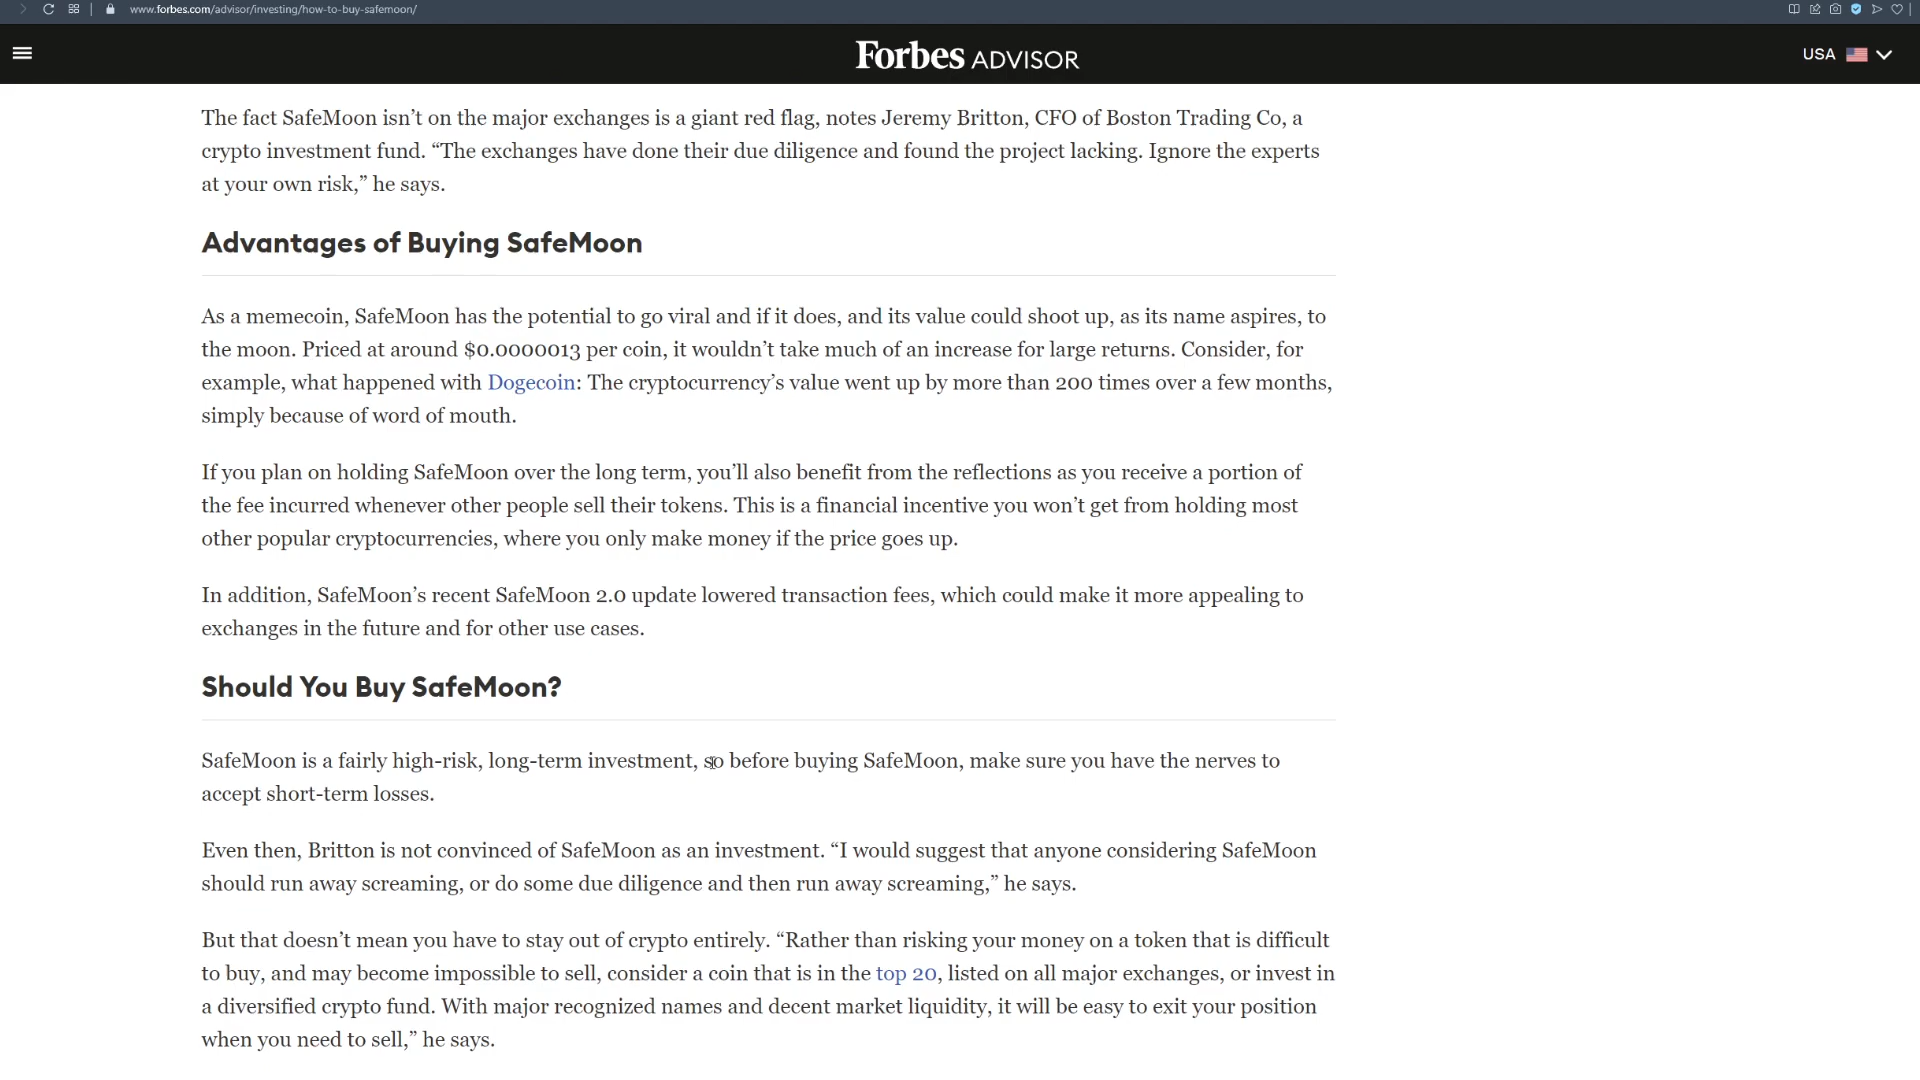 www.forbes.com/advisor/investing/how-to-buy-safemoon/
Forbes ADVISOR
USA
The fact SafeMoon isn’t on the major exchanges is a giant red flag, notes Jeremy Britton, CFO of Boston Trading Co, a
crypto investment fund. “The exchanges have done their due diligence and found the project lacking. Ignore the experts
at your own risk,” he says.
Advantages of Buying SafeMoon
As a memecoin, SafeMoon has the potential to go viral and if it does, and its value could shoot up, as its name aspires, to
the moon. Priced at around $0.0000013 per coin, it wouldn’t take much of an increase for large returns. Consider, for
example, what happened with Dogecoin: The cryptocurrency’s value went up by more than 200 times over a few months,
simply because of word of mouth.
If you plan on holding SafeMoon over the long term, you’ll also benefit from the reflections as you receive a portion of
the fee incurred whenever other people sell their tokens. This is a financial incentive you won’t get from holding most
other popular cryptocurrencies, where you only make money if the price goes up.
In addition, SafeMoon’s recent SafeMoon 2.0 update lowered transaction fees, which could make it more appealing to
exchanges in the future and for other use cases.
Should You Buy SafeMoon?
SafeMoon is a fairly high-risk, long-term investment, so before buying SafeMoon, make sure you have the nerves to
accept short-term losses.
Even then, Britton is not convinced of SafeMoon as an investment. “I would suggest that anyone considering SafeMoon
should run away screaming, or do some due diligence and then run away screaming,” he says.
But that doesn’t mean you have to stay out of crypto entirely. “Rather than risking your money on a token that is difficult
to buy, and may become impossible to sell, consider a coin that is in the top 20, listed on all major exchanges, or invest in
a diversified crypto fund. With major recognized names and decent market liquidity, it will be easy to exit your position
when you need to sell,” he says.